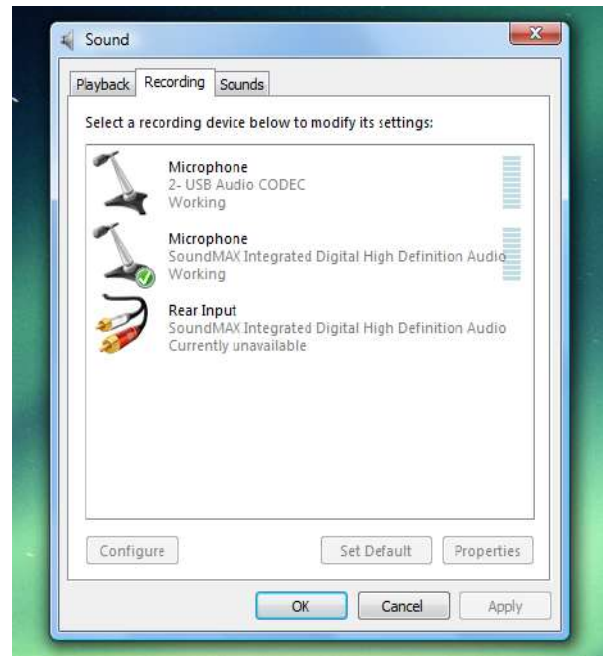 Sound
Playback Recording Sounds
Select a recording device below to modify its settings:
Microphone
2- USB Audio CODEC
Working
Microphone
SoundMAX Integrated Digital High Definition Audio
Working
Rear Input
SoundMAX Integrated Digital High Definition Audio
Currently unavailable
Configure Set Default Properties
OK Cancel Apply